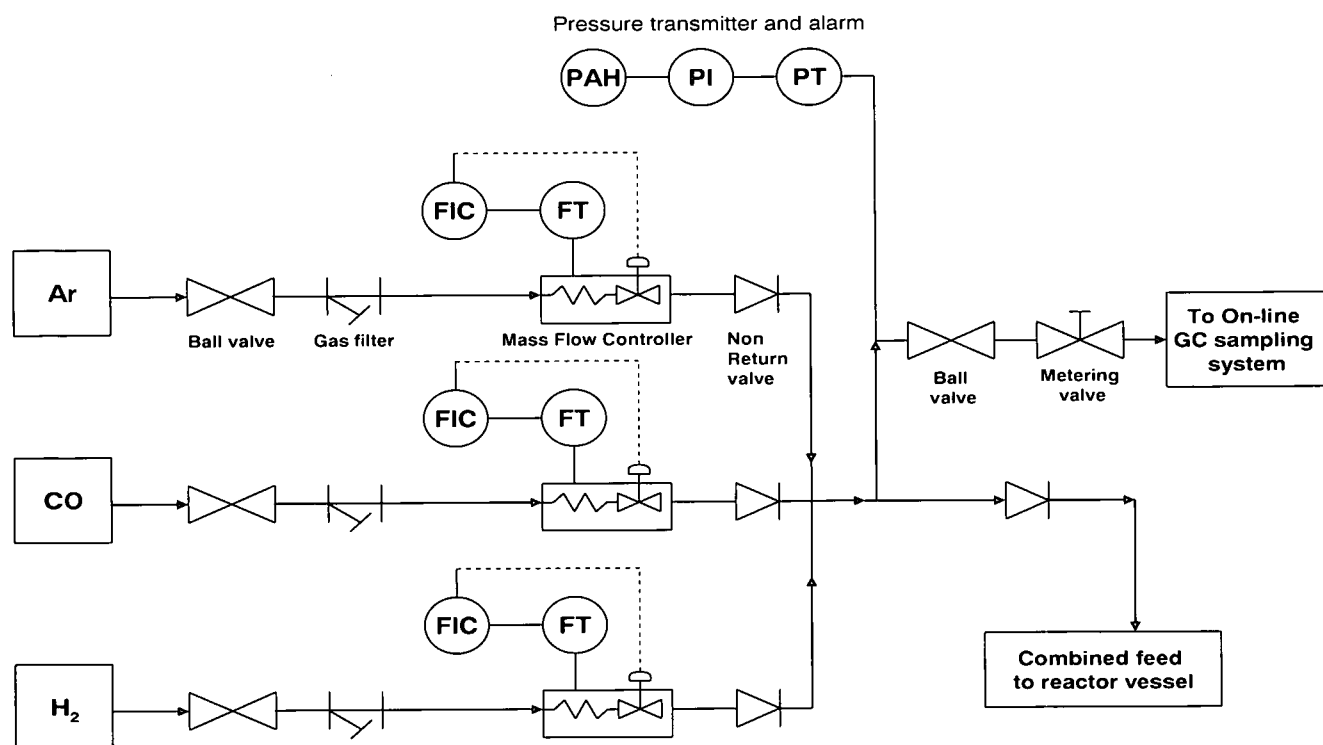 Pressure transmitter and alarm
PAH PI PT
FIC FT
Ar
Ball valve
Gas filter
Mass Flow Controller
Non
Return
valve
To On-line
GC sampling
system
Ball
valve
Metering
valve
FIC FT
CO
FIC FT
Combined feed
to reactor vessel
H₂